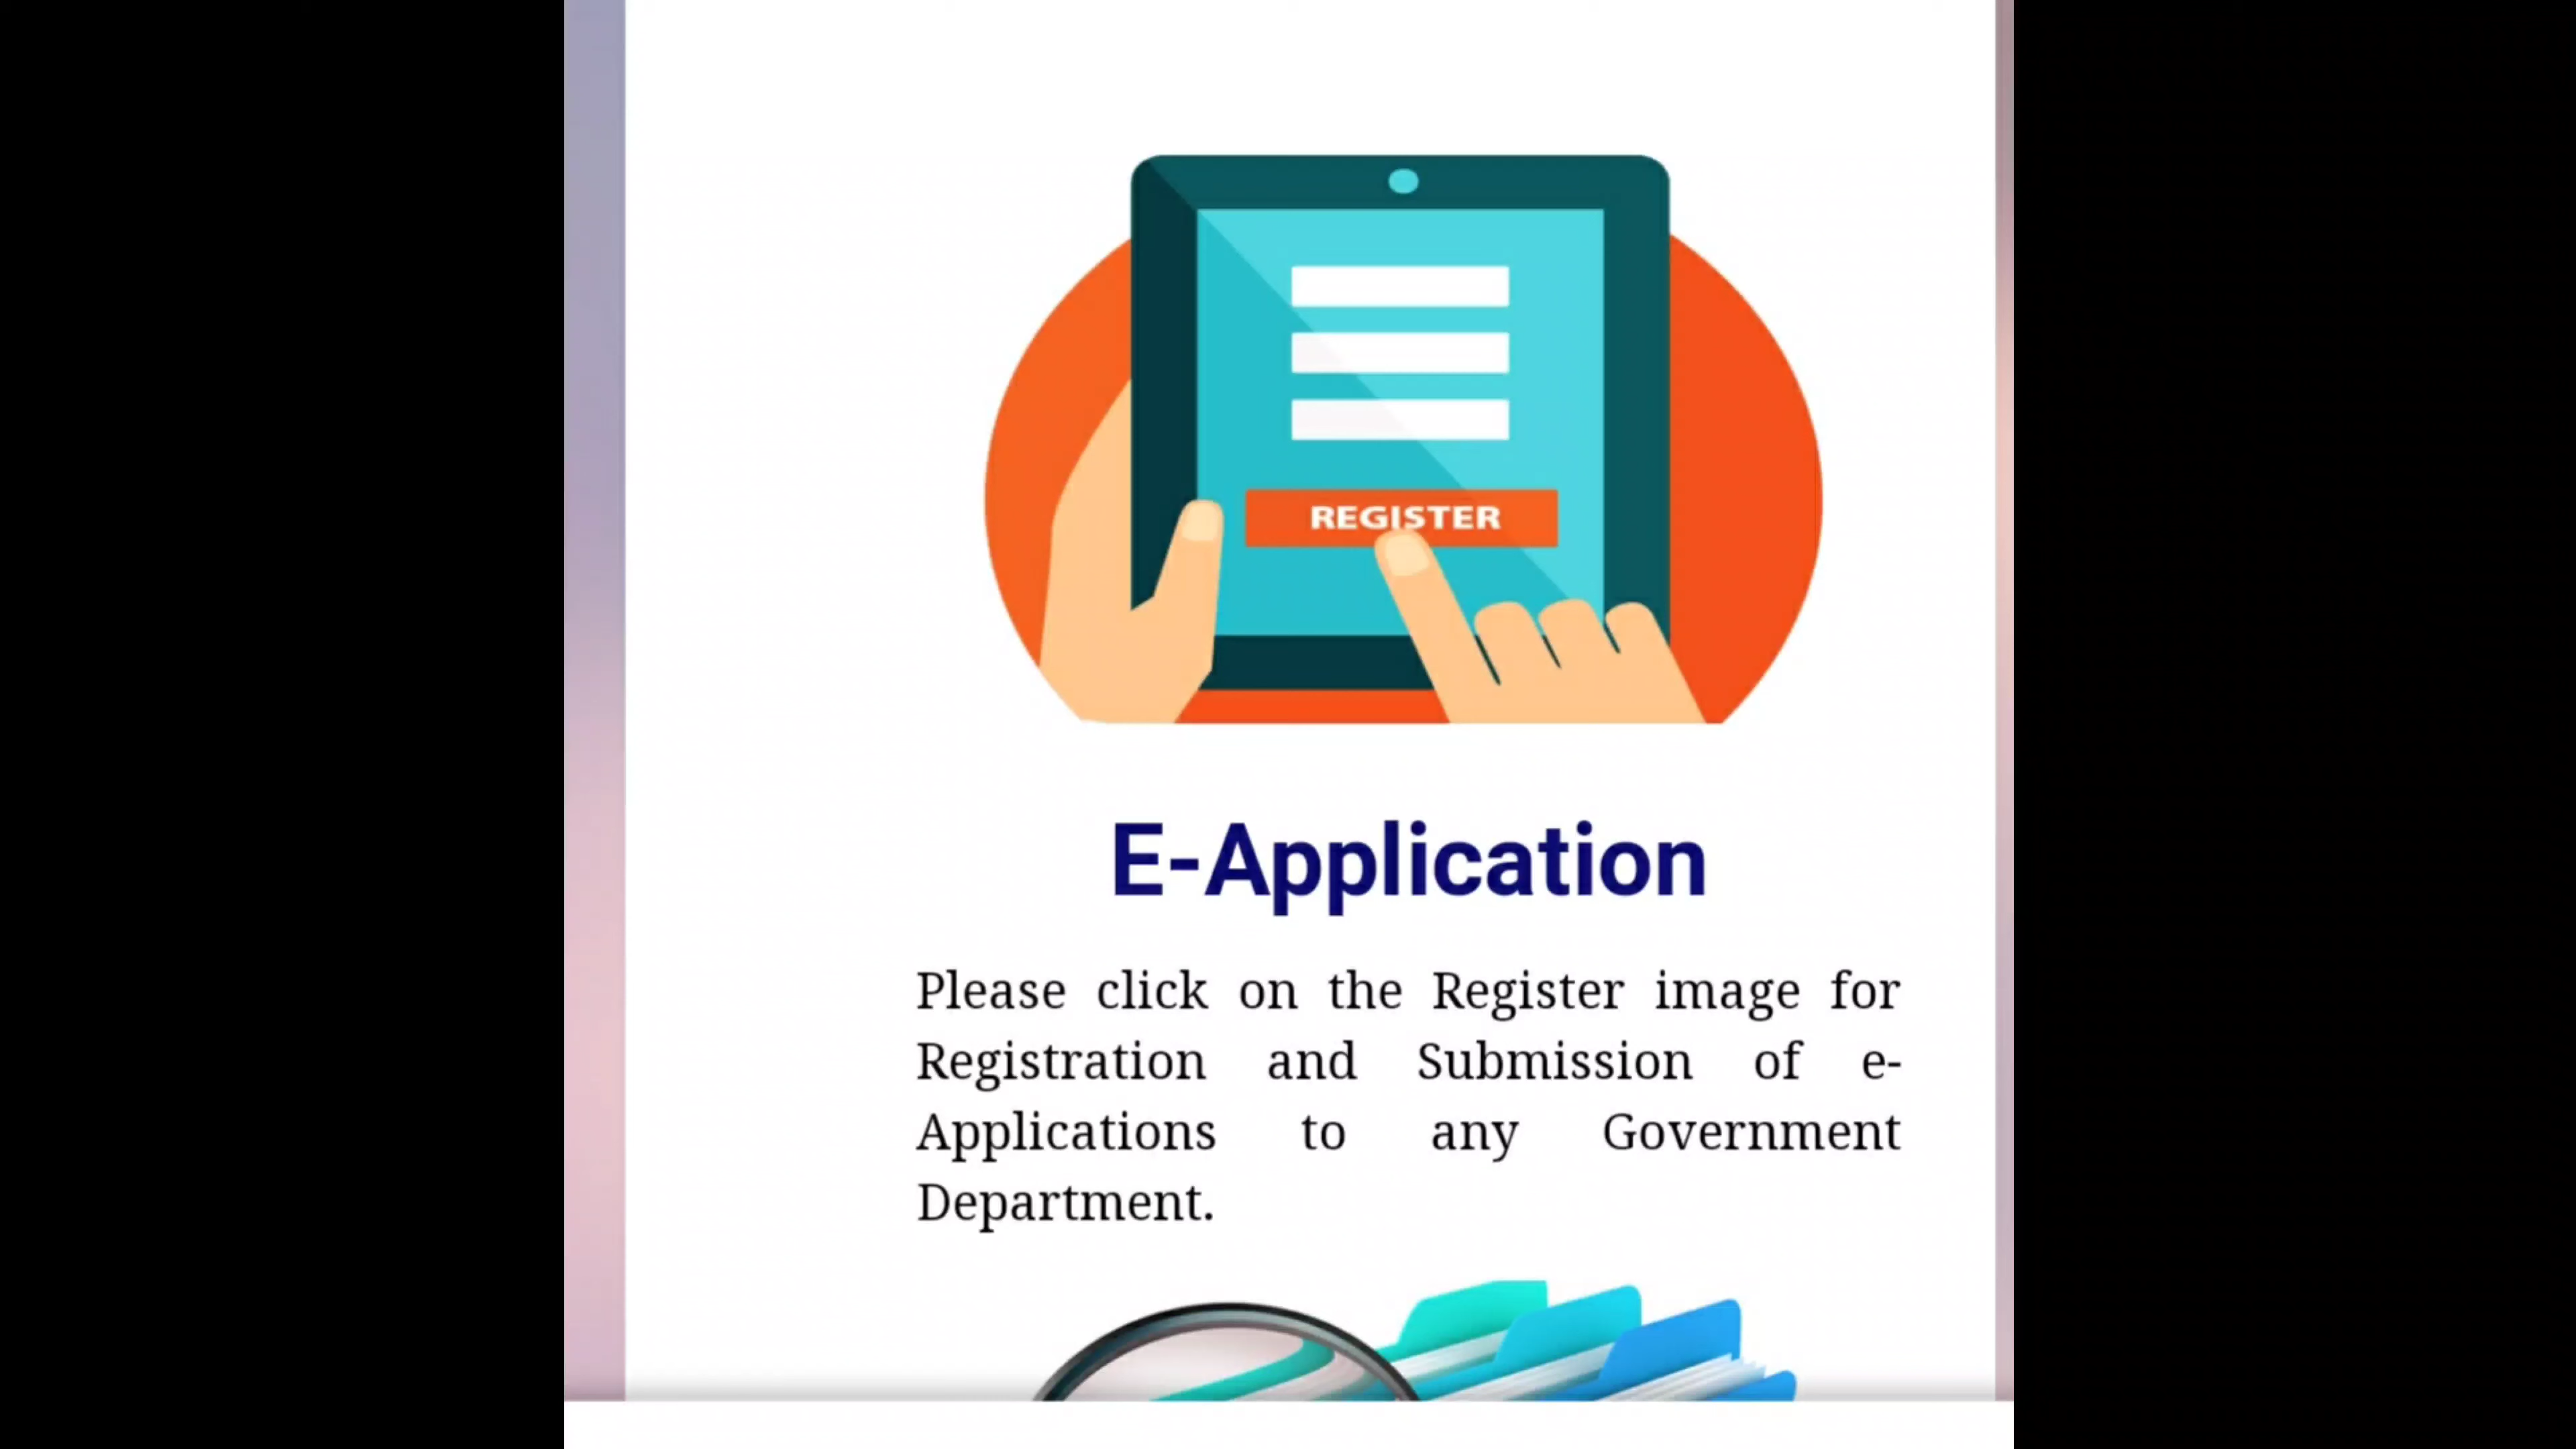 REGISTER
E-Application
Please click on the Register image for
Registration and Submission of e-
Applications to any Government
Department.